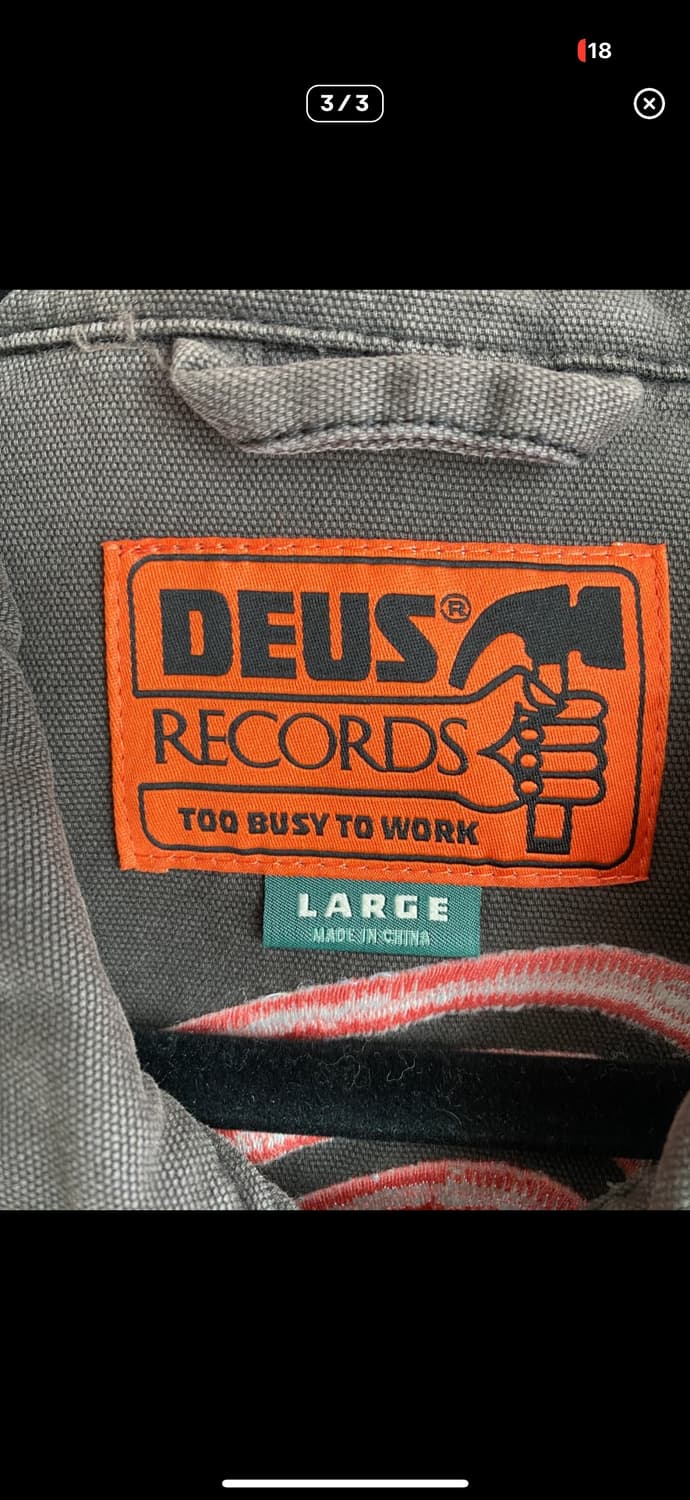 18
3/3
DEUS®
RECORDS
TOO BUSY TO WORK
LARGE
MADE IN CHINA